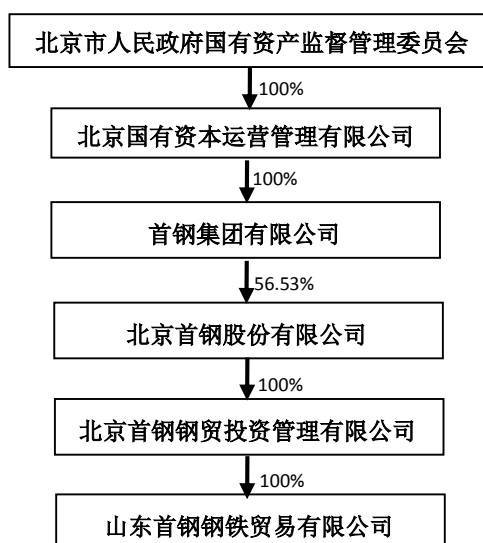 北京市人民政府国有资产监督管理委员会
100%
北京国有资本运营管理有限公司
100%
首钢集团有限公司
56.53%
北京首钢股份有限公司
100%
北京首钢钢贸投资管理有限公司
100%
山东首钢钢铁贸易有限公司